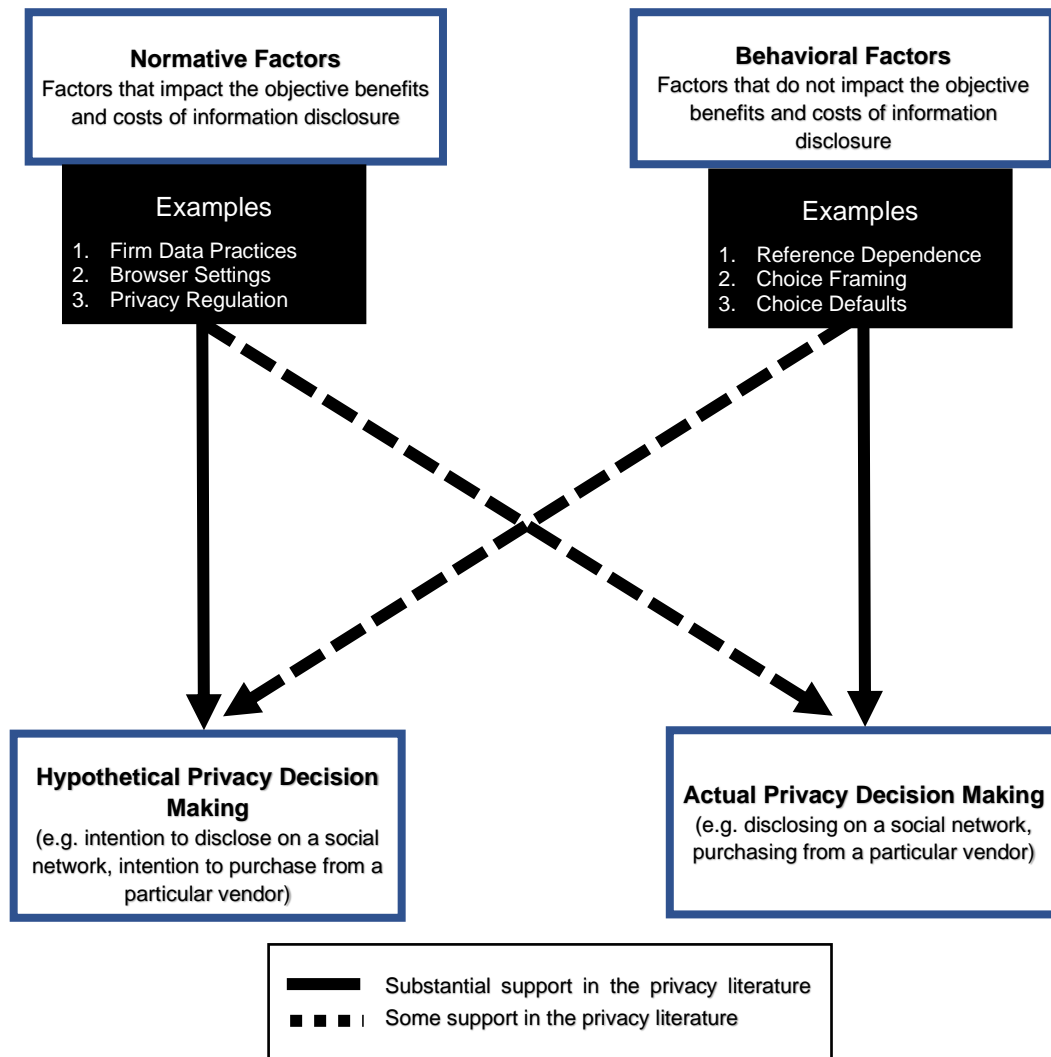 Normative Factors
Factors that impact the objective benefits
and costs of information disclosure
Behavioral Factors
Factors that do not impact the objective
benefits and costs of information
disclosure
Examples
1. Firm Data Practices
2. Browser Settings
3. Privacy Regulation
Examples
1. Reference Dependence
2. Choice Framing
3. Choice Defaults
Hypothetical Privacy Decision
Making
(e.g. intention to disclose on a social
network, intention to purchase from a
particular vendor)
Actual Privacy Decision Making
(e.g. disclosing on a social network,
purchasing from a particular vendor)
Substantial support in the privacy literature
Some support in the privacy literature